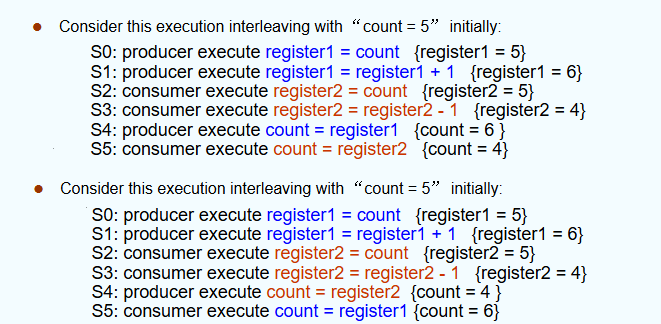 Consider this execution interleaving with “count = 5” initially:
S0: producer execute register1 = count {register1 = 5}
S1: producer execute register1 = register1 + 1 {register1 = 6}
S2: consumer execute register2 = count {register2 = 5}
S3: consumer execute register2 = register2 - 1 {register2 = 4}
S4: producer execute count = register1 {count = 6 }
S5: consumer execute count = register2 {count = 4}
Consider this execution interleaving with “count = 5” initially:
S0: producer execute register1 = count {register1 = 5}
S1: producer execute register1 = register1 + 1 {register1 = 6}
S2: consumer execute register2 = count {register2 = 5}
S3: consumer execute register2 = register2 - 1 {register2 = 4}
S4: producer execute count = register2 {count = 4 }
S5: consumer execute count = register1 {count = 6}